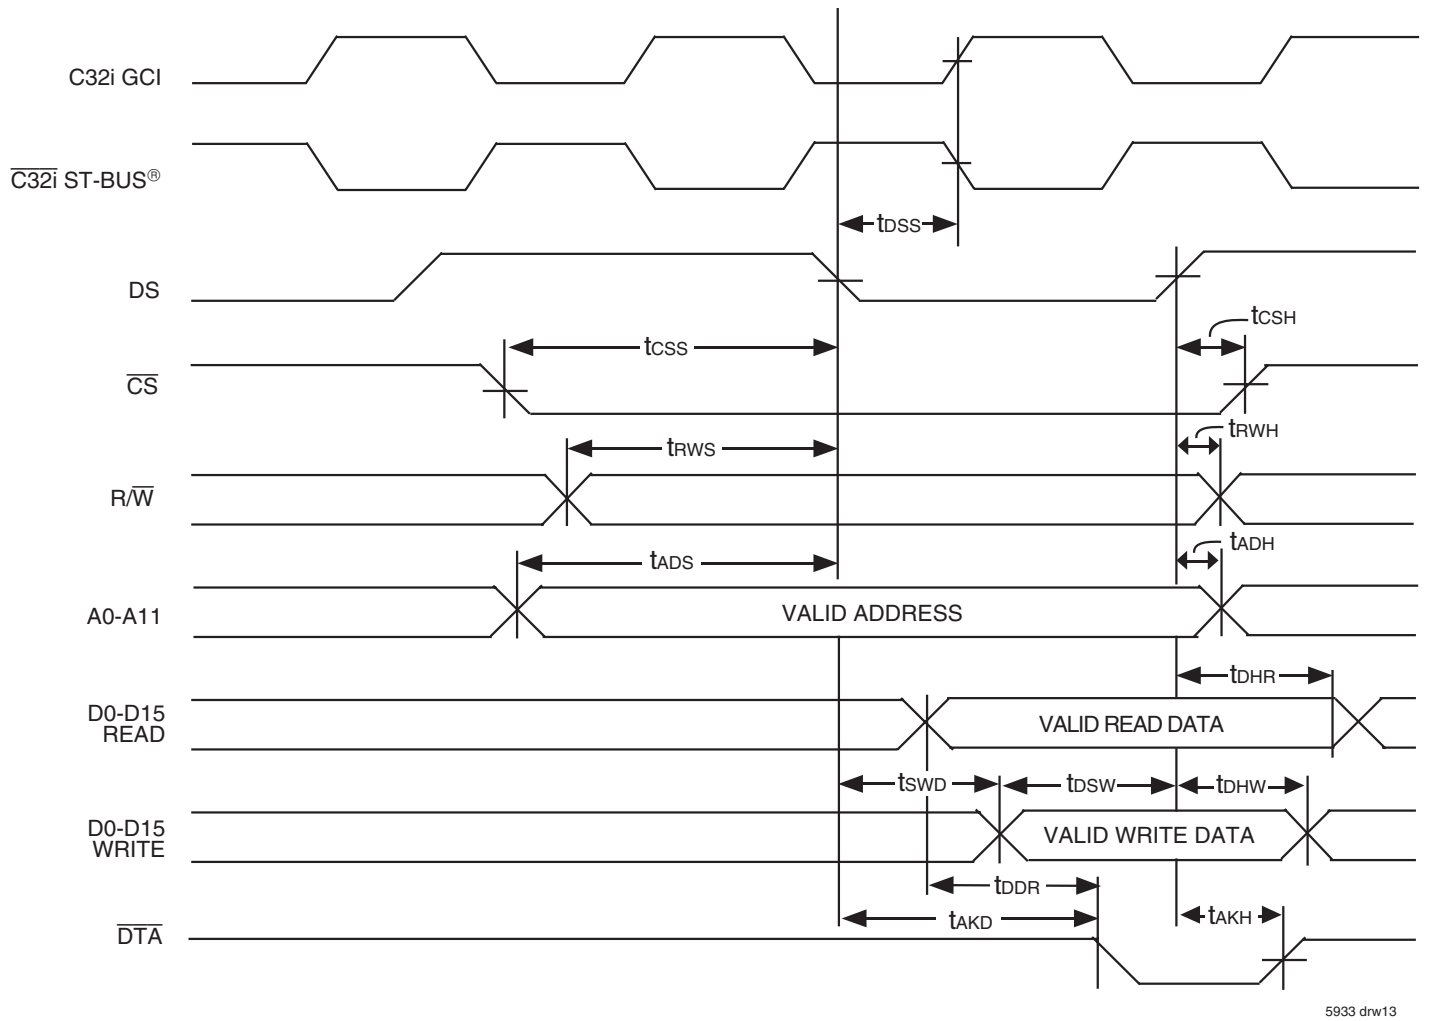 C32i GCI
C32i ST-BUS®
tDSS
DS
tCSH
tCSS
CS
tRWH
tRWS
R/W
tADH
tADS
A0-A11
VALID ADDRESS
tDHR
D0-D15
READ
VALID READ DATA
tSWD
tDSW
tDHW
D0-D15
WRITE
VALID WRITE DATA
tDDR
tAKD
tAKH
DTA
5933 drw13